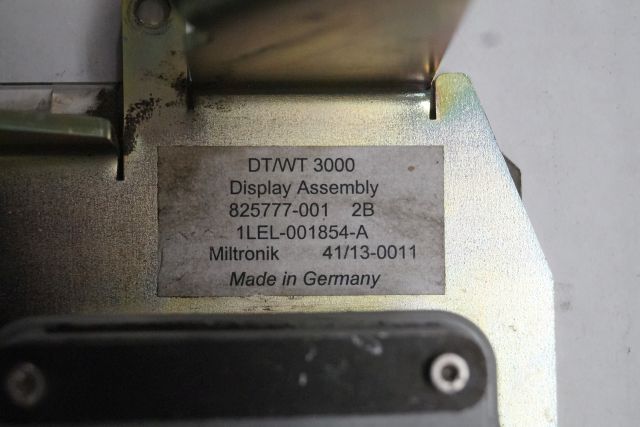 DT/WT 3000
Display Assembly
825777-001 2B
1LEL-001854-A
Miltronik 41/13-0011
Made in Germany